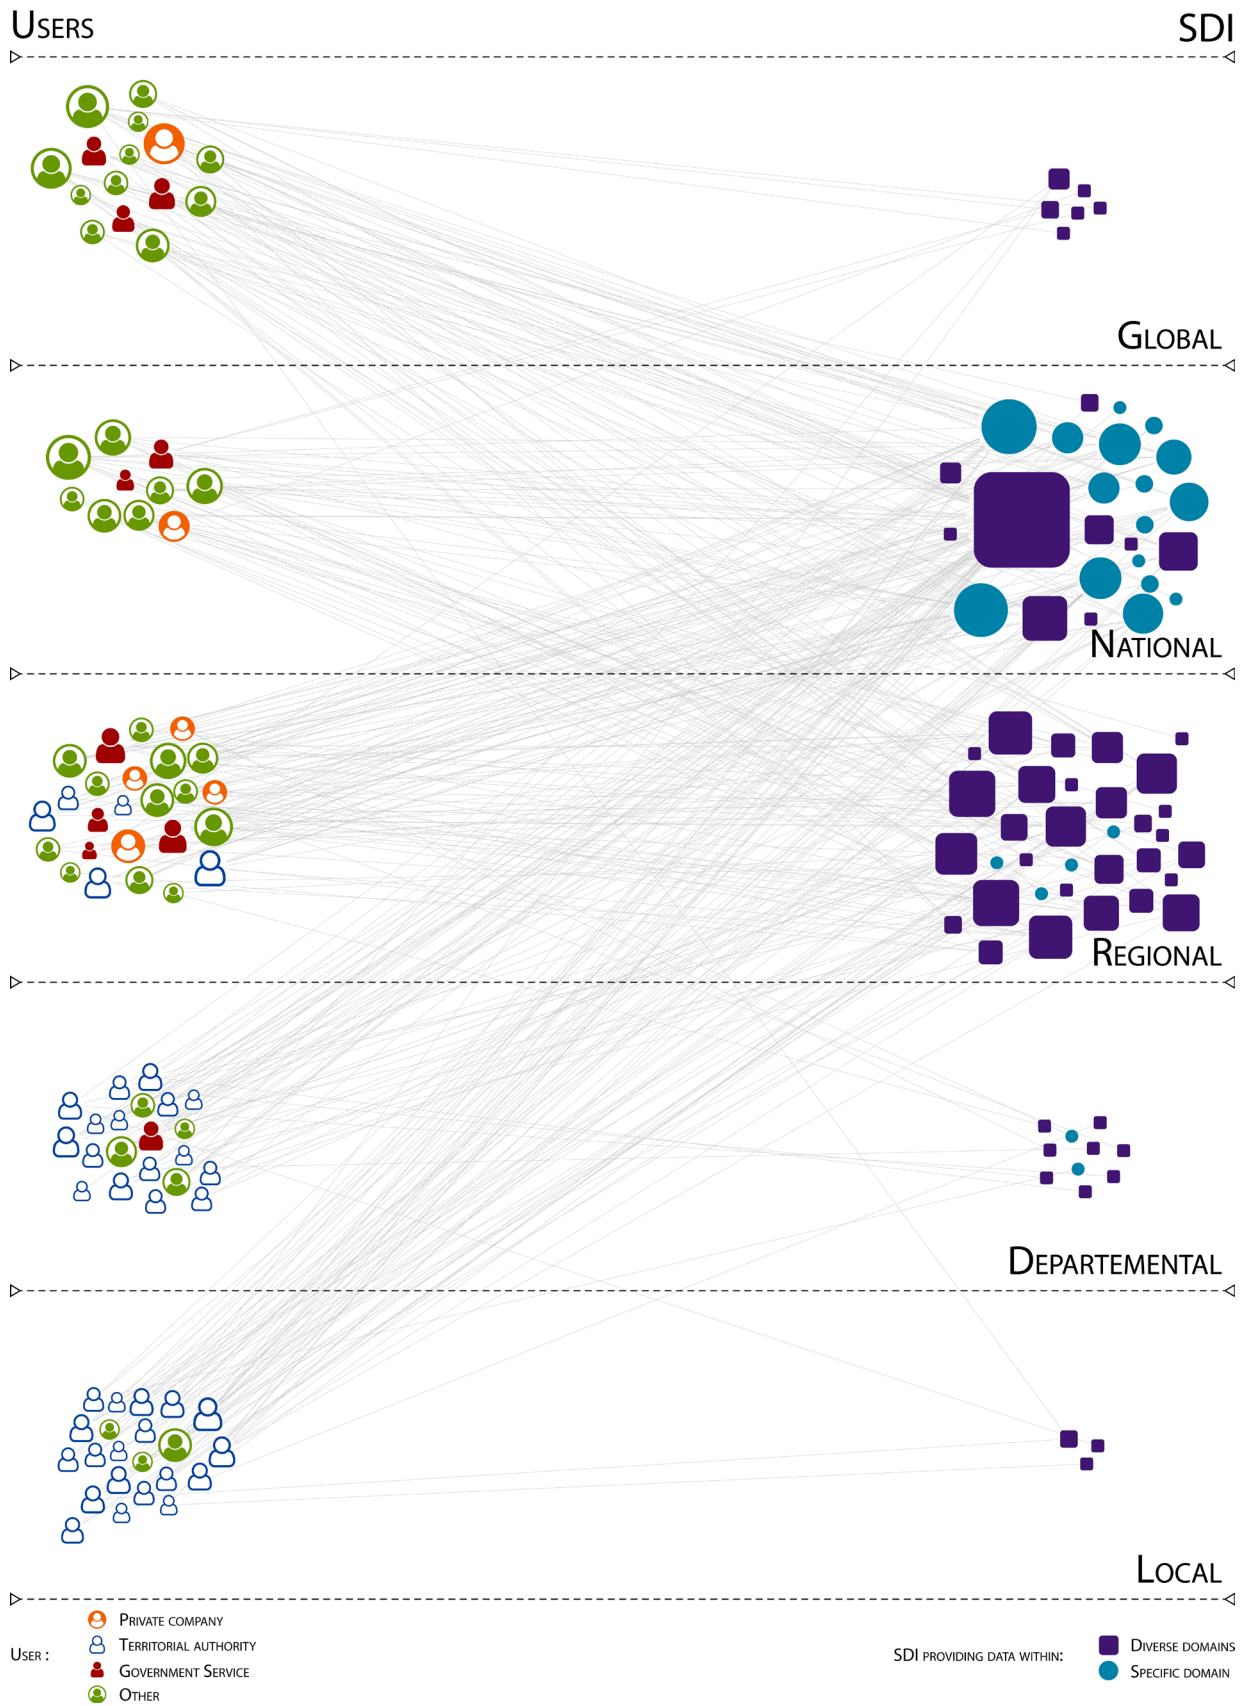 Users SDI
Global
National
Regional
Departemental
Local
User :
Private company
Territorial authority
Government Service
Other
SDI providing data within:
Diverse domains
Specific domain